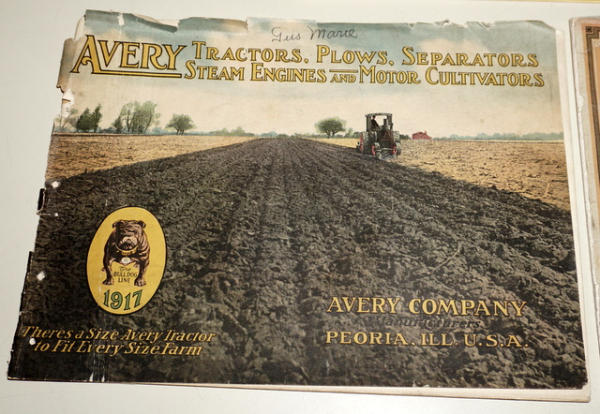 Gus Marie
AVERY TRACTORS, PLOWS, SEPARATORS
STEAM ENGINES AND MOTOR CULTIVATORS
The
BULLDOG
LINE
1917
There's a Size Avery Tractor
to Fit Every Size Farm
AVERY COMPANY
Manufacturers
PEORIA, ILL. U.S.A.